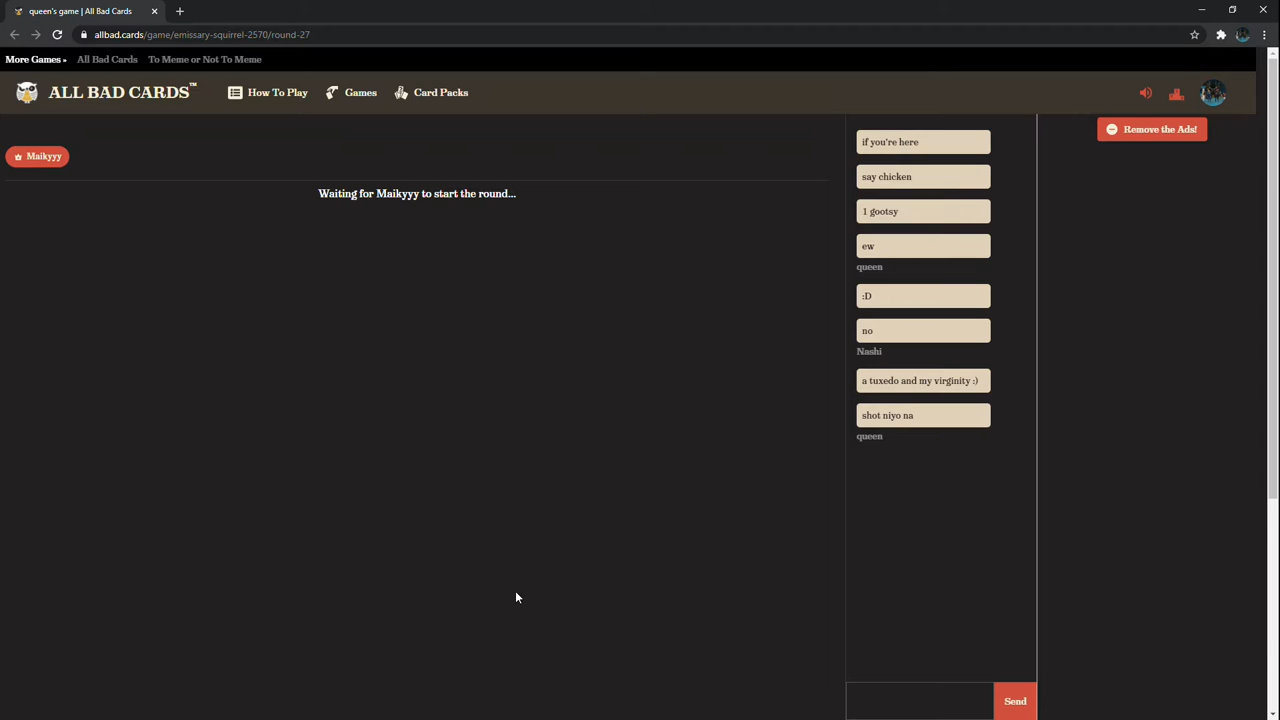 queen's game | All Bad Cards
allbad.cards/game/emissary-squirrel-2570/round-27
More Games » All Bad Cards To Meme or Not To Meme
ALL BAD CARDS™ How To Play Games Card Packs
Remove the Ads!
Maikyyy
Waiting for Maikyyy to start the round...
if you're here
say chicken
1 gootsy
ew
queen
:D
no
Nashi
a tuxedo and my virginity :)
shot niyo na
queen
Send